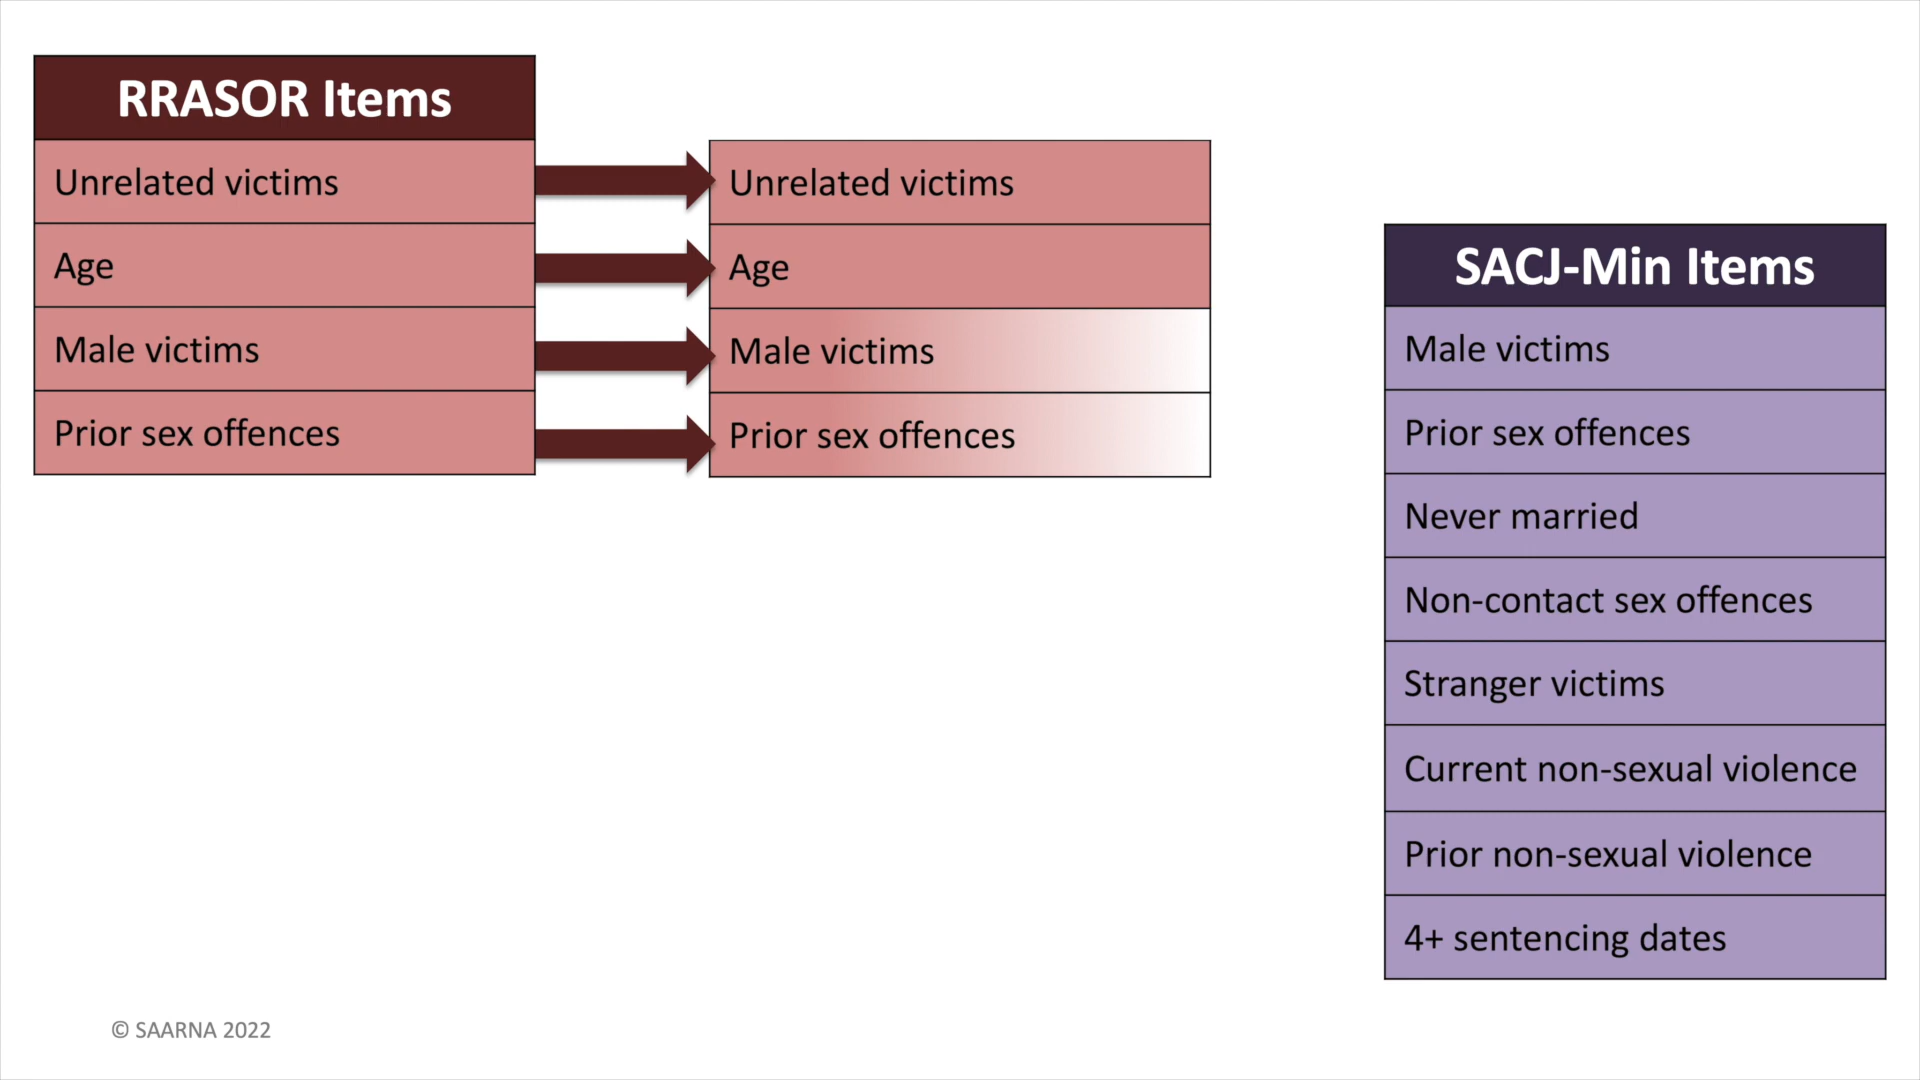 RRASOR Items
Unrelated victims
Age
Male victims
Prior sex offences
Unrelated victims
Age
Male victims
Prior sex offences
SACJ-Min Items
Male victims
Prior sex offences
Never married
Non-contact sex offences
Stranger victims
Current non-sexual violence
Prior non-sexual violence
4+ sentencing dates
© SAARNA 2022